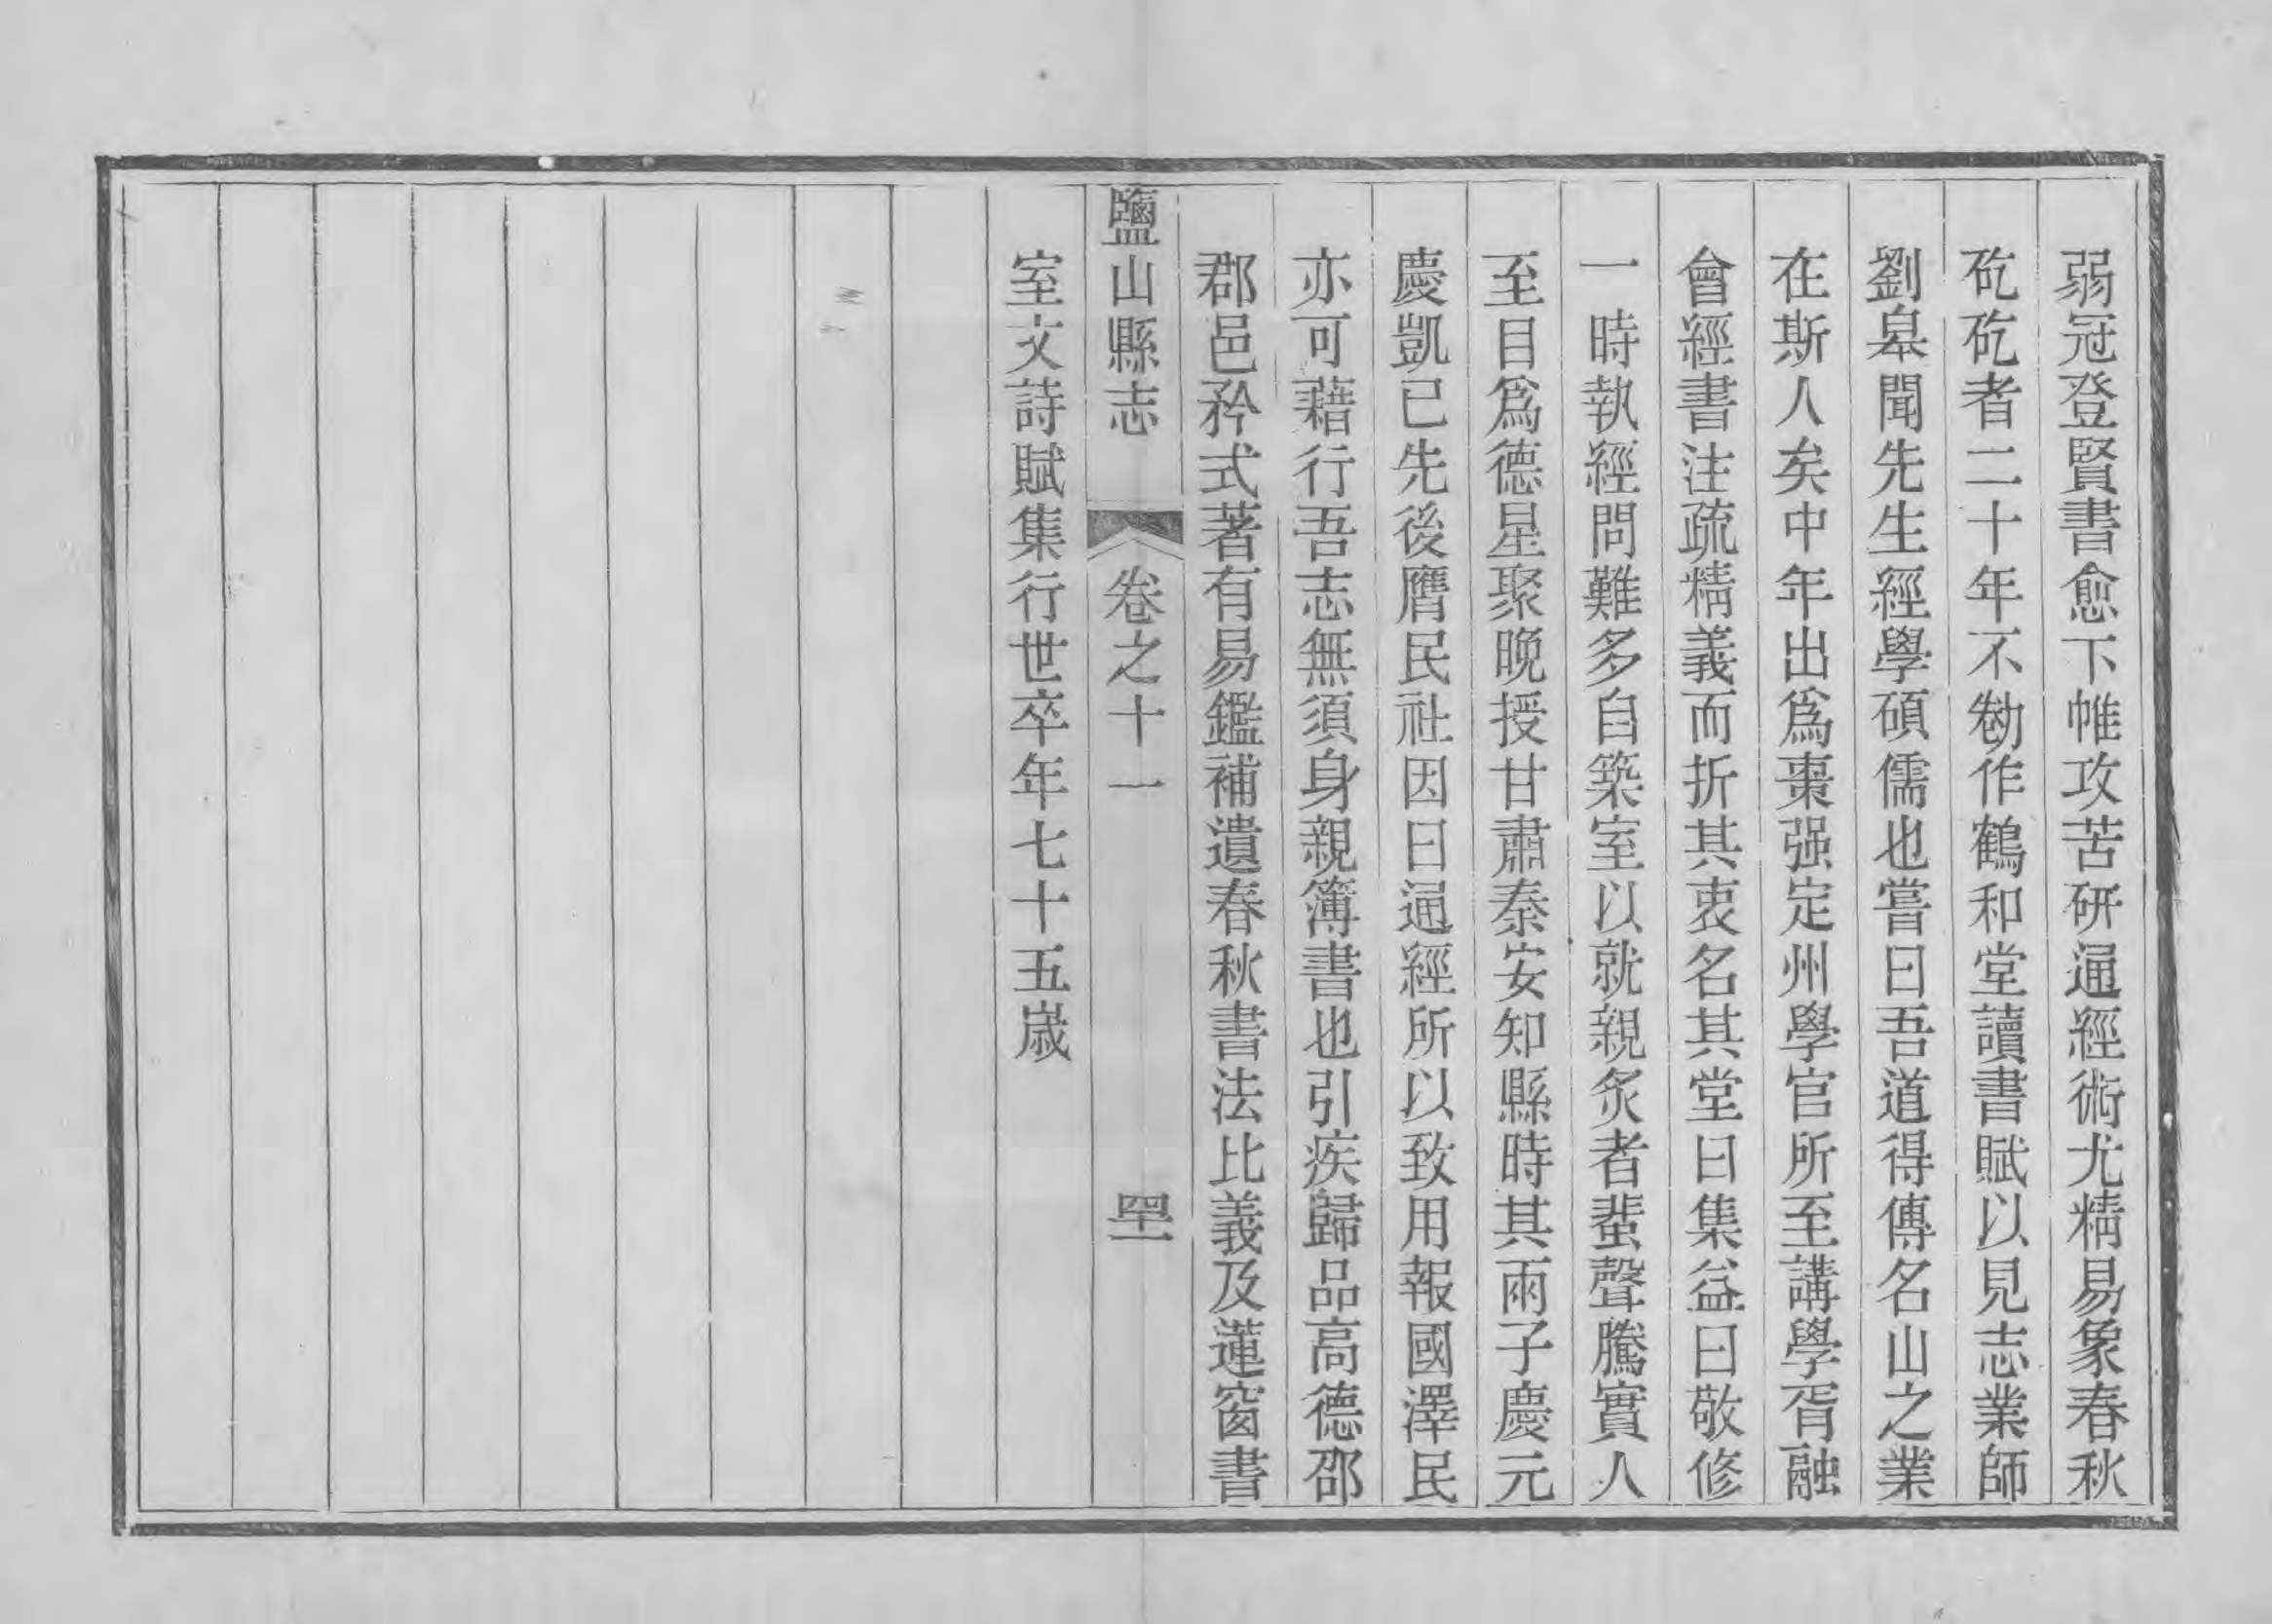 弱冠登賢書愈下帷攻苦研通經術尤精易象春秋
矻矻者二十年不勌作鶴和堂讀書賦以見志業師
劉皋聞先生經學碩儒也嘗曰吾道得傳名山之業
在斯人矣中年出爲棗强定州學官所至講學胥融
會經書注疏精義而折其衷名其堂曰集益曰敬修
一時執經問難多自築室以就親炙者蜚聲騰實人
至目爲德星聚晚授甘肅秦安知縣時其兩子慶元
慶凱已先後膺民社因曰通經所以致用報國澤民
亦可藉行吾志無須身親簿書也引疾歸品高德邵
郡邑矜式著有易鑑補遺春秋書法比義及蓮窗書
鹽山縣志
卷之十一
四十一
室文詩賦集行世卒年七十五嵗